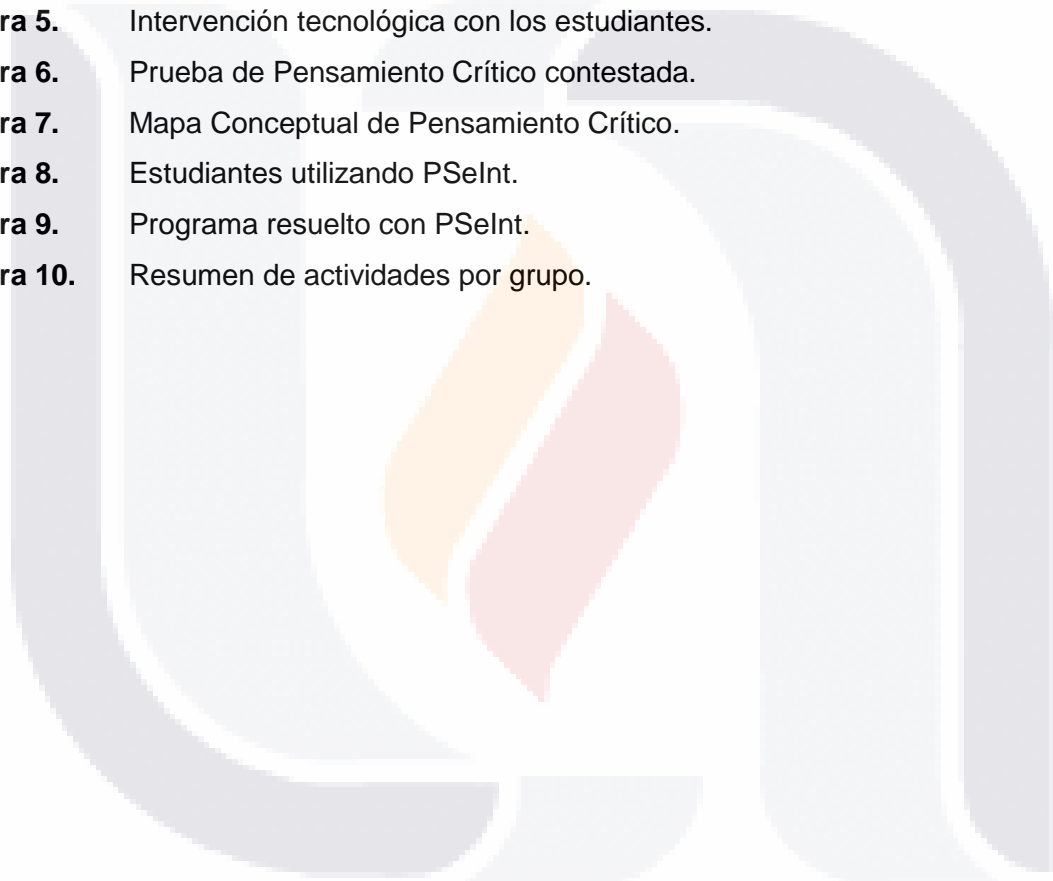 ra 5. Intervención tecnológica con los estudiantes.
ra 6. Prueba de Pensamiento Crítico contestada.
ra 7. Mapa Conceptual de Pensamiento Crítico.
ra 8. Estudiantes utilizando PSeInt.
ra 9. Programa resuelto con PSeInt.
ra 10. Resumen de actividades por grupo.